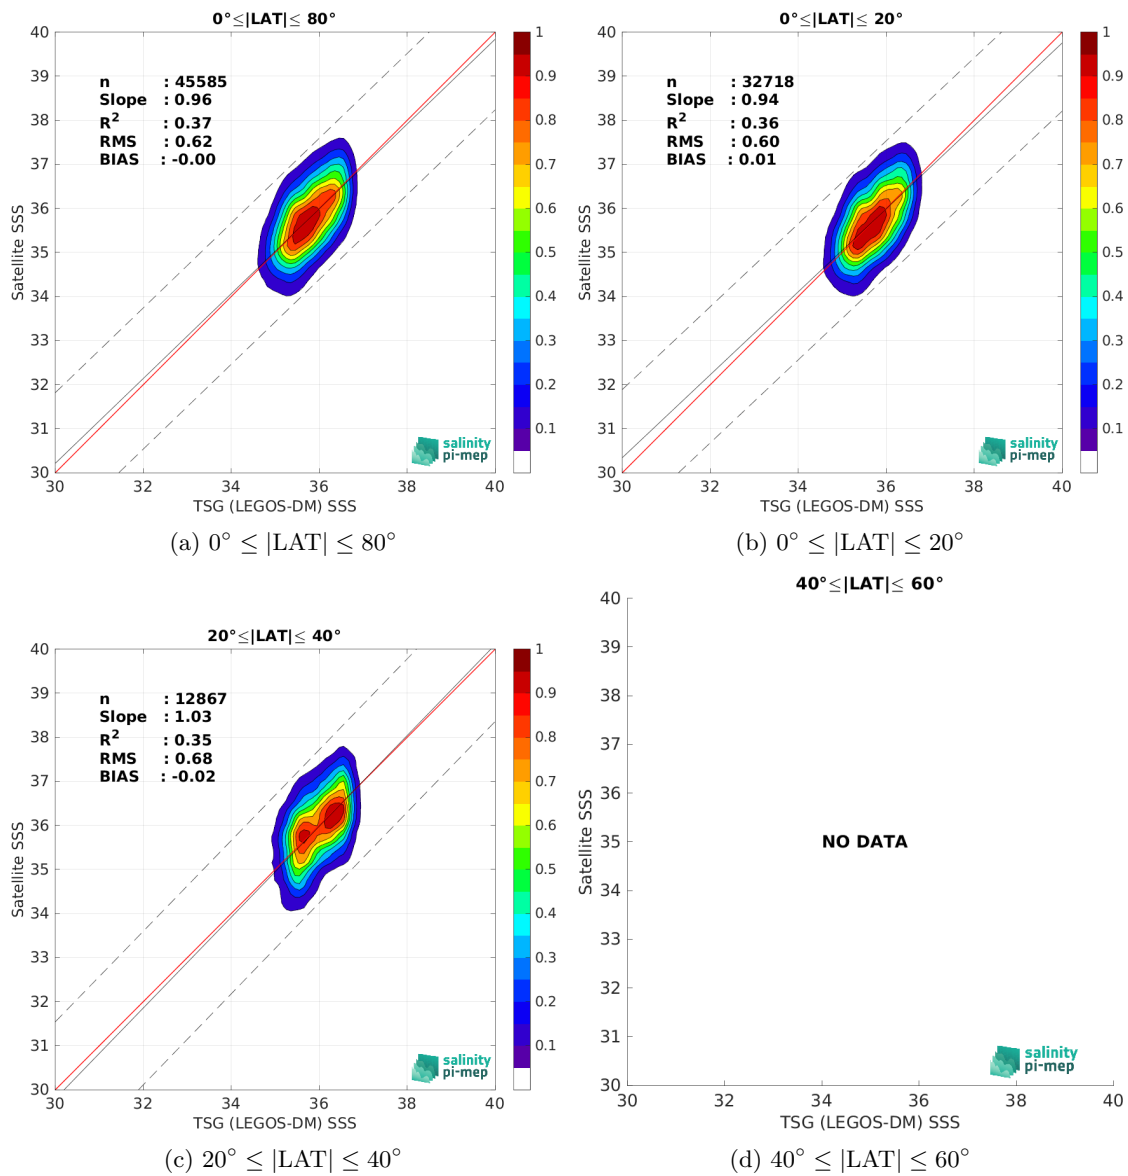 0°≤|LAT|≤ 80°
40
39
38
37
36
35
34
33
32
31
30
Satellite SSS
n : 45585
Slope : 0.96
R2 : 0.37
RMS : 0.62
BIAS : -0.00
salinity
pi-mep
30 32 34 36 38 40
TSG (LEGOS-DM) SSS
1
0.9
0.8
0.7
0.6
0.5
0.4
0.3
0.2
0.1
(a) 0° ≤ |LAT| ≤ 80°
0°≤|LAT|≤ 20°
40
39
38
37
36
35
34
33
32
31
30
Satellite SSS
n : 32718
Slope : 0.94
R2 : 0.36
RMS : 0.60
BIAS : 0.01
salinity
pi-mep
30 32 34 36 38 40
TSG (LEGOS-DM) SSS
1
0.9
0.8
0.7
0.6
0.5
0.4
0.3
0.2
0.1
(b) 0° ≤ |LAT| ≤ 20°
20°≤|LAT|≤ 40°
40
39
38
37
36
35
34
33
32
31
30
Satellite SSS
n : 12867
Slope : 1.03
R2 : 0.35
RMS : 0.68
BIAS : -0.02
salinity
pi-mep
30 32 34 36 38 40
TSG (LEGOS-DM) SSS
1
0.9
0.8
0.7
0.6
0.5
0.4
0.3
0.2
0.1
(c) 20° ≤ |LAT| ≤ 40°
40°≤|LAT|≤ 60°
40
39
38
37
36
35
34
33
32
31
30
Satellite SSS
NO DATA
salinity
pi-mep
30 32 34 36 38 40
TSG (LEGOS-DM) SSS
(d) 40° ≤ |LAT| ≤ 60°